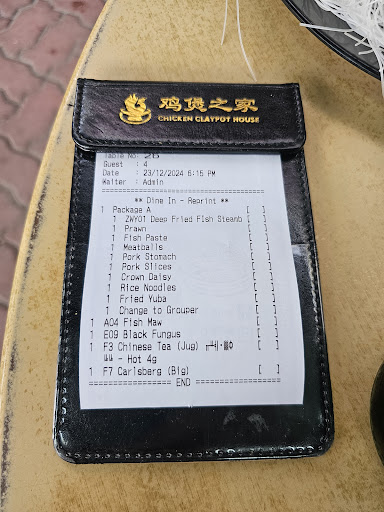 鸡煲之家
CHICKEN CLAYPOT HOUSE
Table No: 26
Guest : 4
Date : 23/12/2024 6:15 PM
Waiter : Admin
** Dine In - Reprint **
1 Package A [ ]
1 ZWY01 Deep Fried Fish Steamb [ ]
1 Prawn [ ]
1 Fish Paste [ ]
1 Meatballs [ ]
1 Pork Stomach [ ]
1 Pork Slices [ ]
1 Crown Daisy [ ]
1 Rice Noodles [ ]
1 Fried Yuba [ ]
1 Change to Grouper [ ]
1 A04 Fish Maw [ ]
1 E09 Black Fungus [ ]
1 F3 Chinese Tea (Jug) [ ]
- Hot 4g
1 F7 Carlsberg (Big) [ ]
================== END ==================